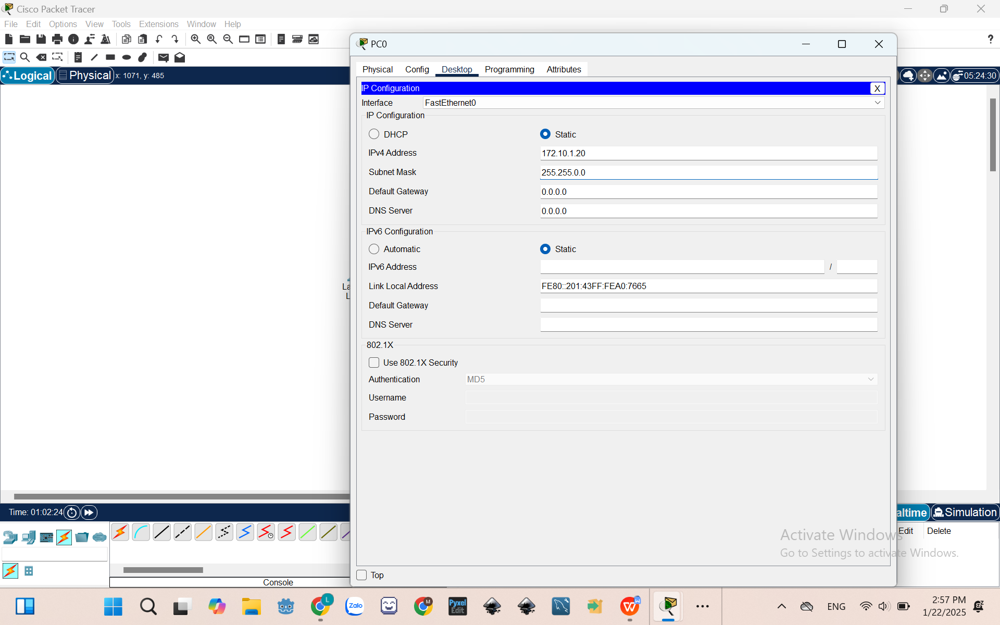 Cisco Packet Tracer
File Edit Options View Tools Extensions Window Help
PC0
Physical Config Desktop Programming Attributes
Logical Physical x: 1071, y: 485
05:24:30
IP Configuration X
Interface FastEthernet0
IP Configuration
DHCP Static
IPv4 Address 172.10.1.20
Subnet Mask 255.255.0.0
Default Gateway 0.0.0.0
DNS Server 0.0.0.0
IPv6 Configuration
Automatic Static
IPv6 Address /
Link Local Address FE80::201:43FF:FEA0:7665
Default Gateway
DNS Server
802.1X
Use 802.1X Security
Authentication MD5
Username
Password
Top
Time: 01:02:24
altime Simulation
Edit Delete
Activate Windows
Go to Settings to activate Windows.
Console
L
Zalo
M
Pyxel
Edit
W
ENG
2:57 PM
1/22/2025